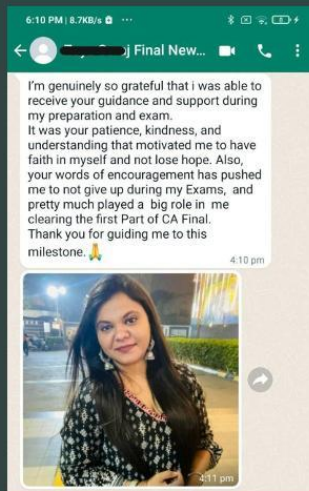 6:10 PM | 8.7KB/s
j Final New...
I'm genuinely so grateful that i was able to
receive your guidance and support during
my preparation and exam.
It was your patience, kindness, and
understanding that motivated me to have
faith in myself and not lose hope. Also,
your words of encouragement has pushed
me to not give up during my Exams, and
pretty much played a big role in me
clearing the first Part of CA Final.
Thank you for guiding me to this
milestone.🙏
4:10 pm
4:11 pm